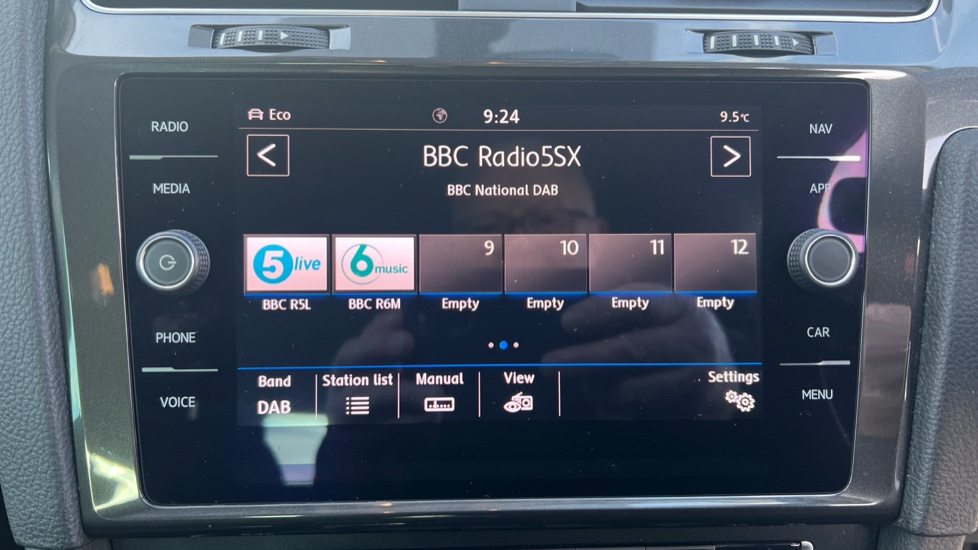 RADIO
MEDIA
PHONE
VOICE
Eco 9:24 9.5°C
< BBC Radio5SX >
BBC National DAB
5 live 6 music 9 10 11 12
BBC R5L BBC R6M Empty Empty Empty Empty
Band Station list Manual View Settings
DAB
NAV
APP
CAR
MENU